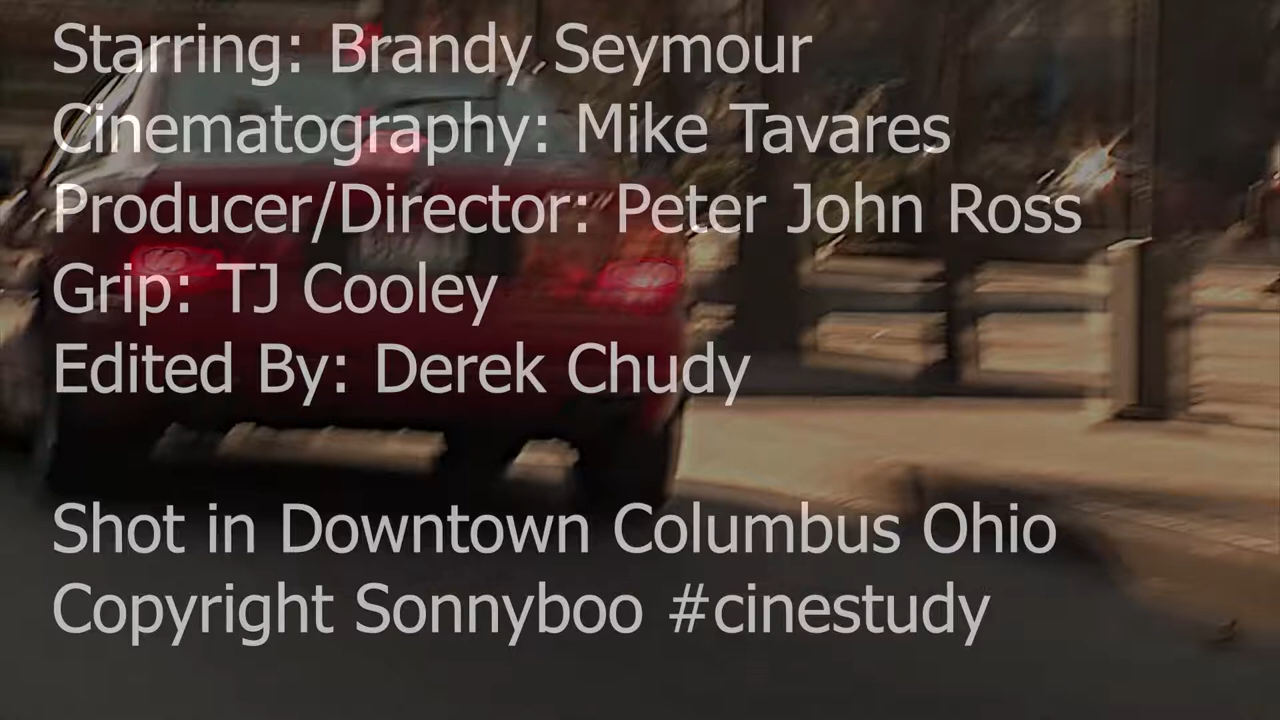 Starring: Brandy Seymour
Cinematography: Mike Tavares
Producer/Director: Peter John Ross
Grip: TJ Cooley
Edited By: Derek Chudy
Shot in Downtown Columbus Ohio
Copyright Sonnyboo #cinestudy